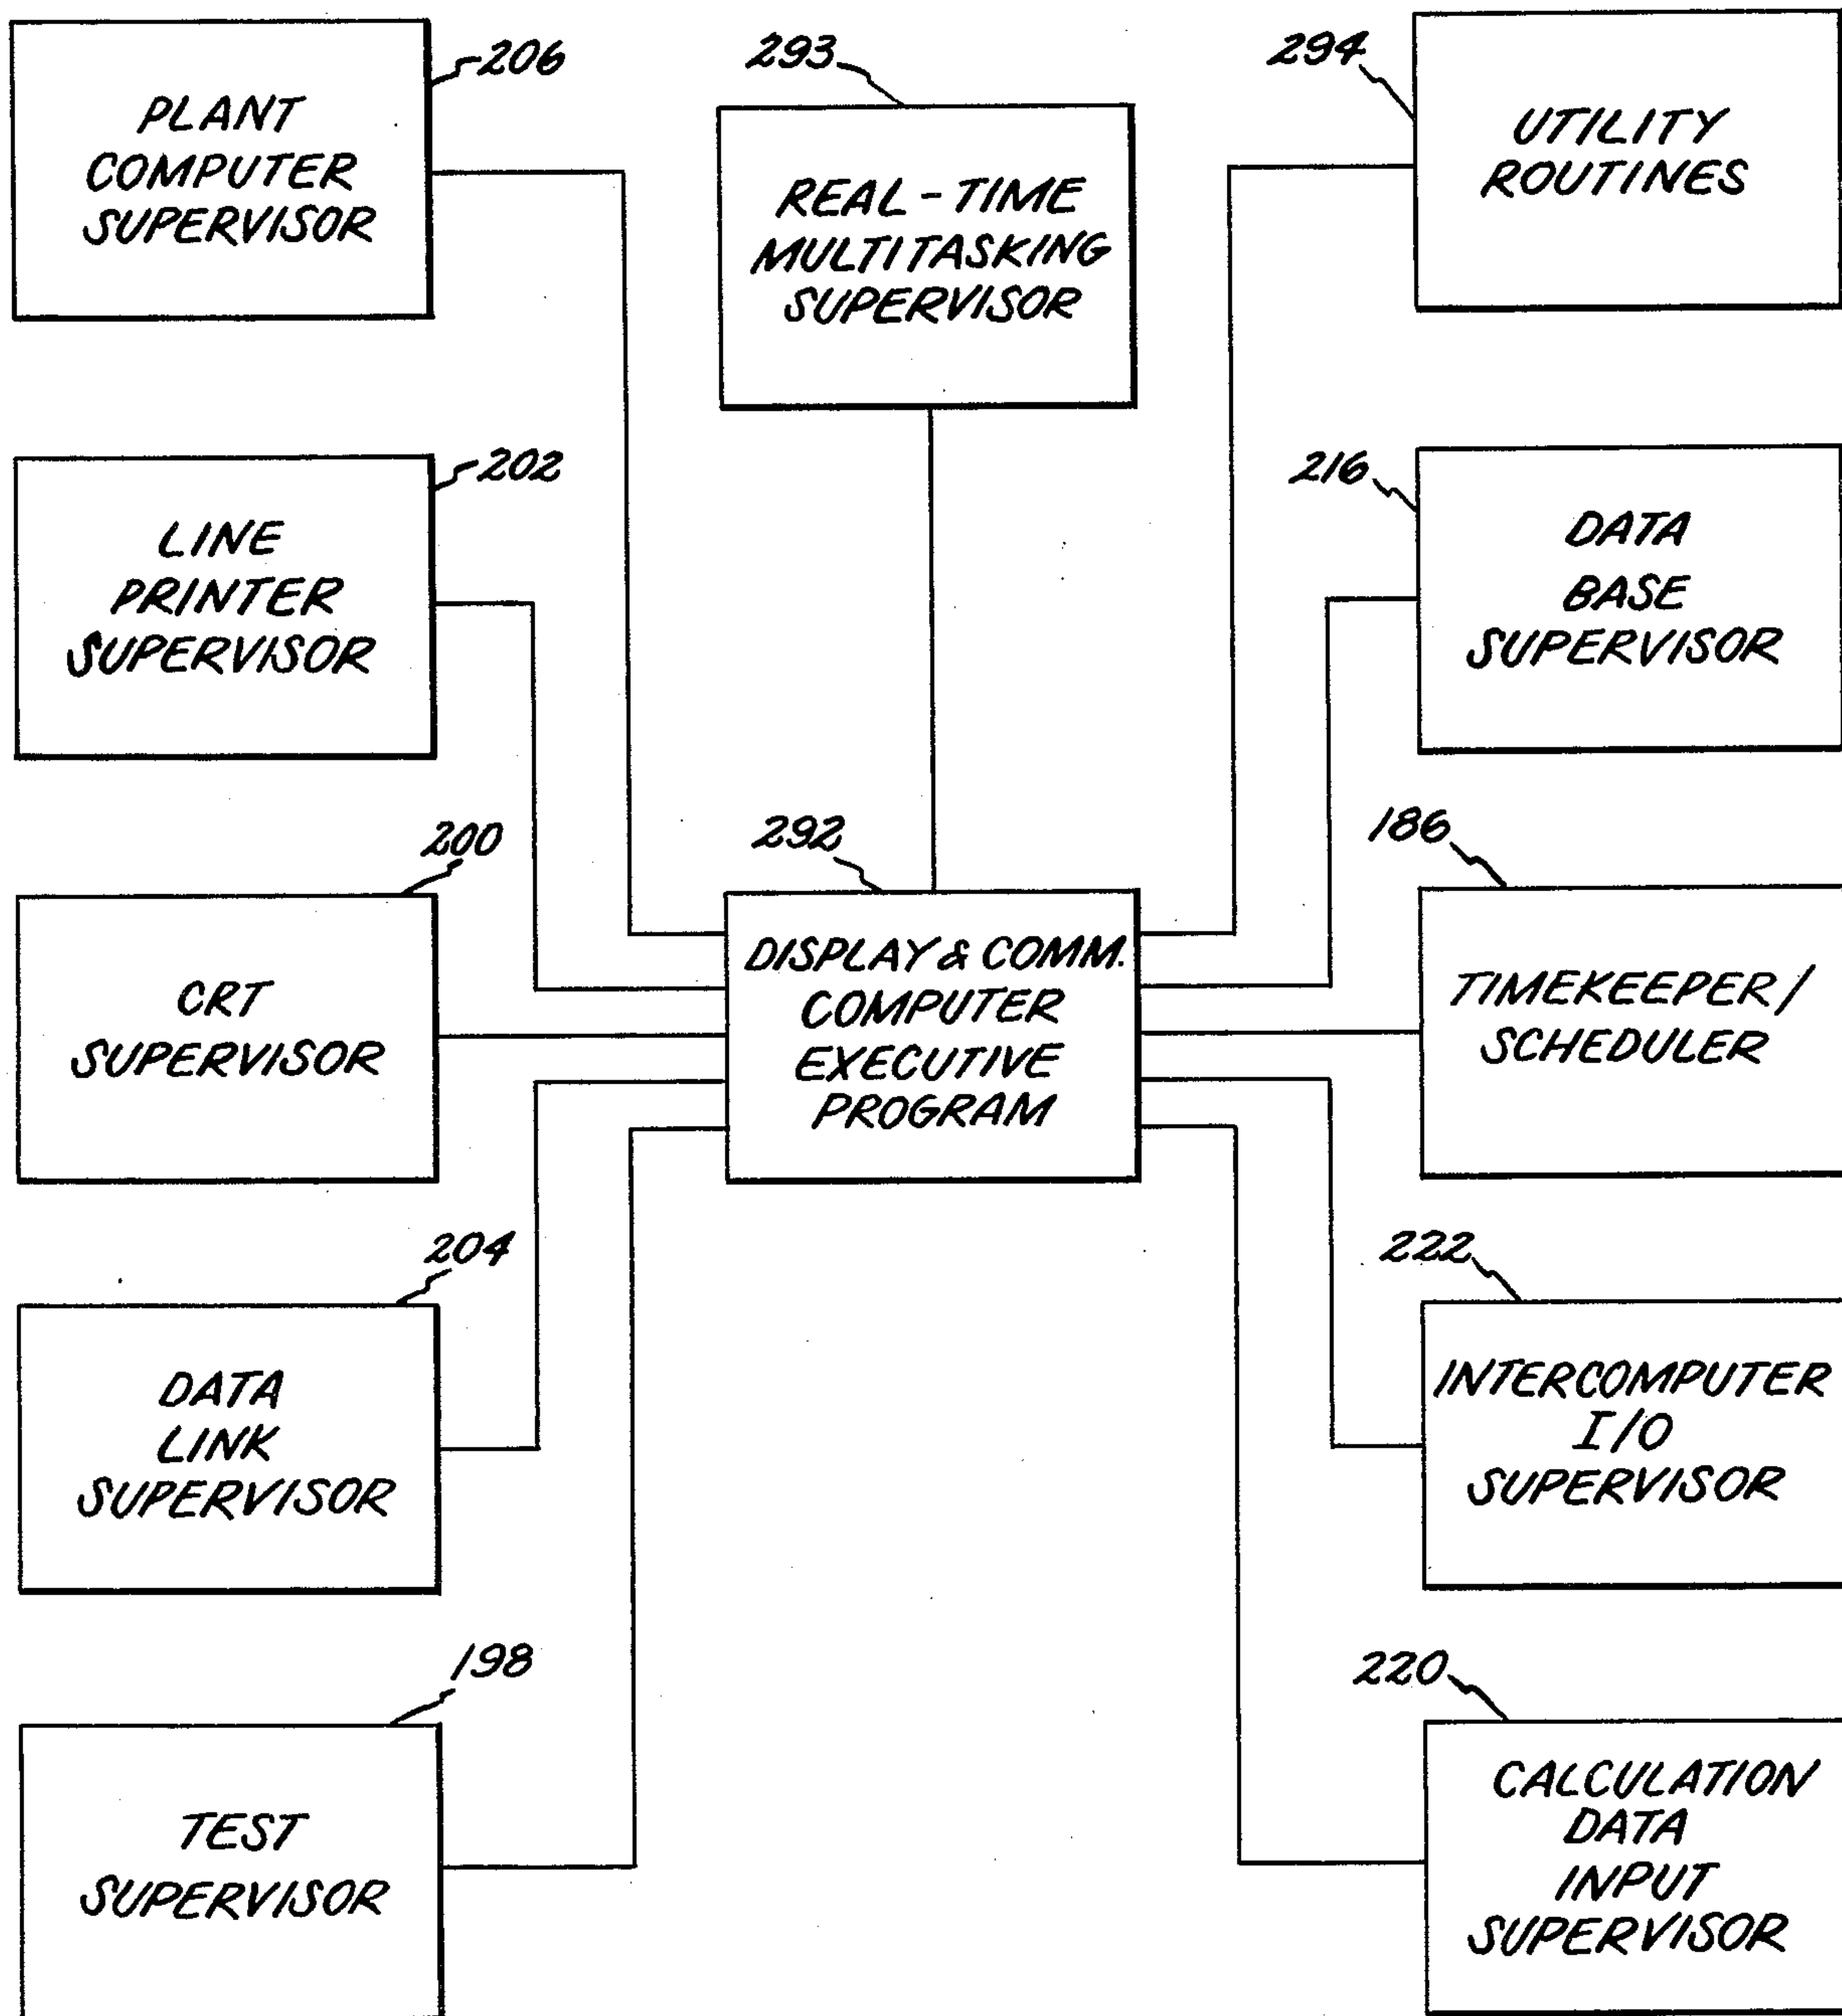 206
PLANT
COMPUTER
SUPERVISOR
293
REAL-TIME
MULTITASKING
SUPERVISOR
294
UTILITY
ROUTINES
202
LINE
PRINTER
SUPERVISOR
216
DATA
BASE
SUPERVISOR
200
CRT
SUPERVISOR
292
DISPLAY & COMM.
COMPUTER
EXECUTIVE
PROGRAM
186
TIMEKEEPER/
SCHEDULER
204
DATA
LINK
SUPERVISOR
222
INTERCOMPUTER
I/O
SUPERVISOR
198
TEST
SUPERVISOR
220
CALCULATION
DATA
INPUT
SUPERVISOR